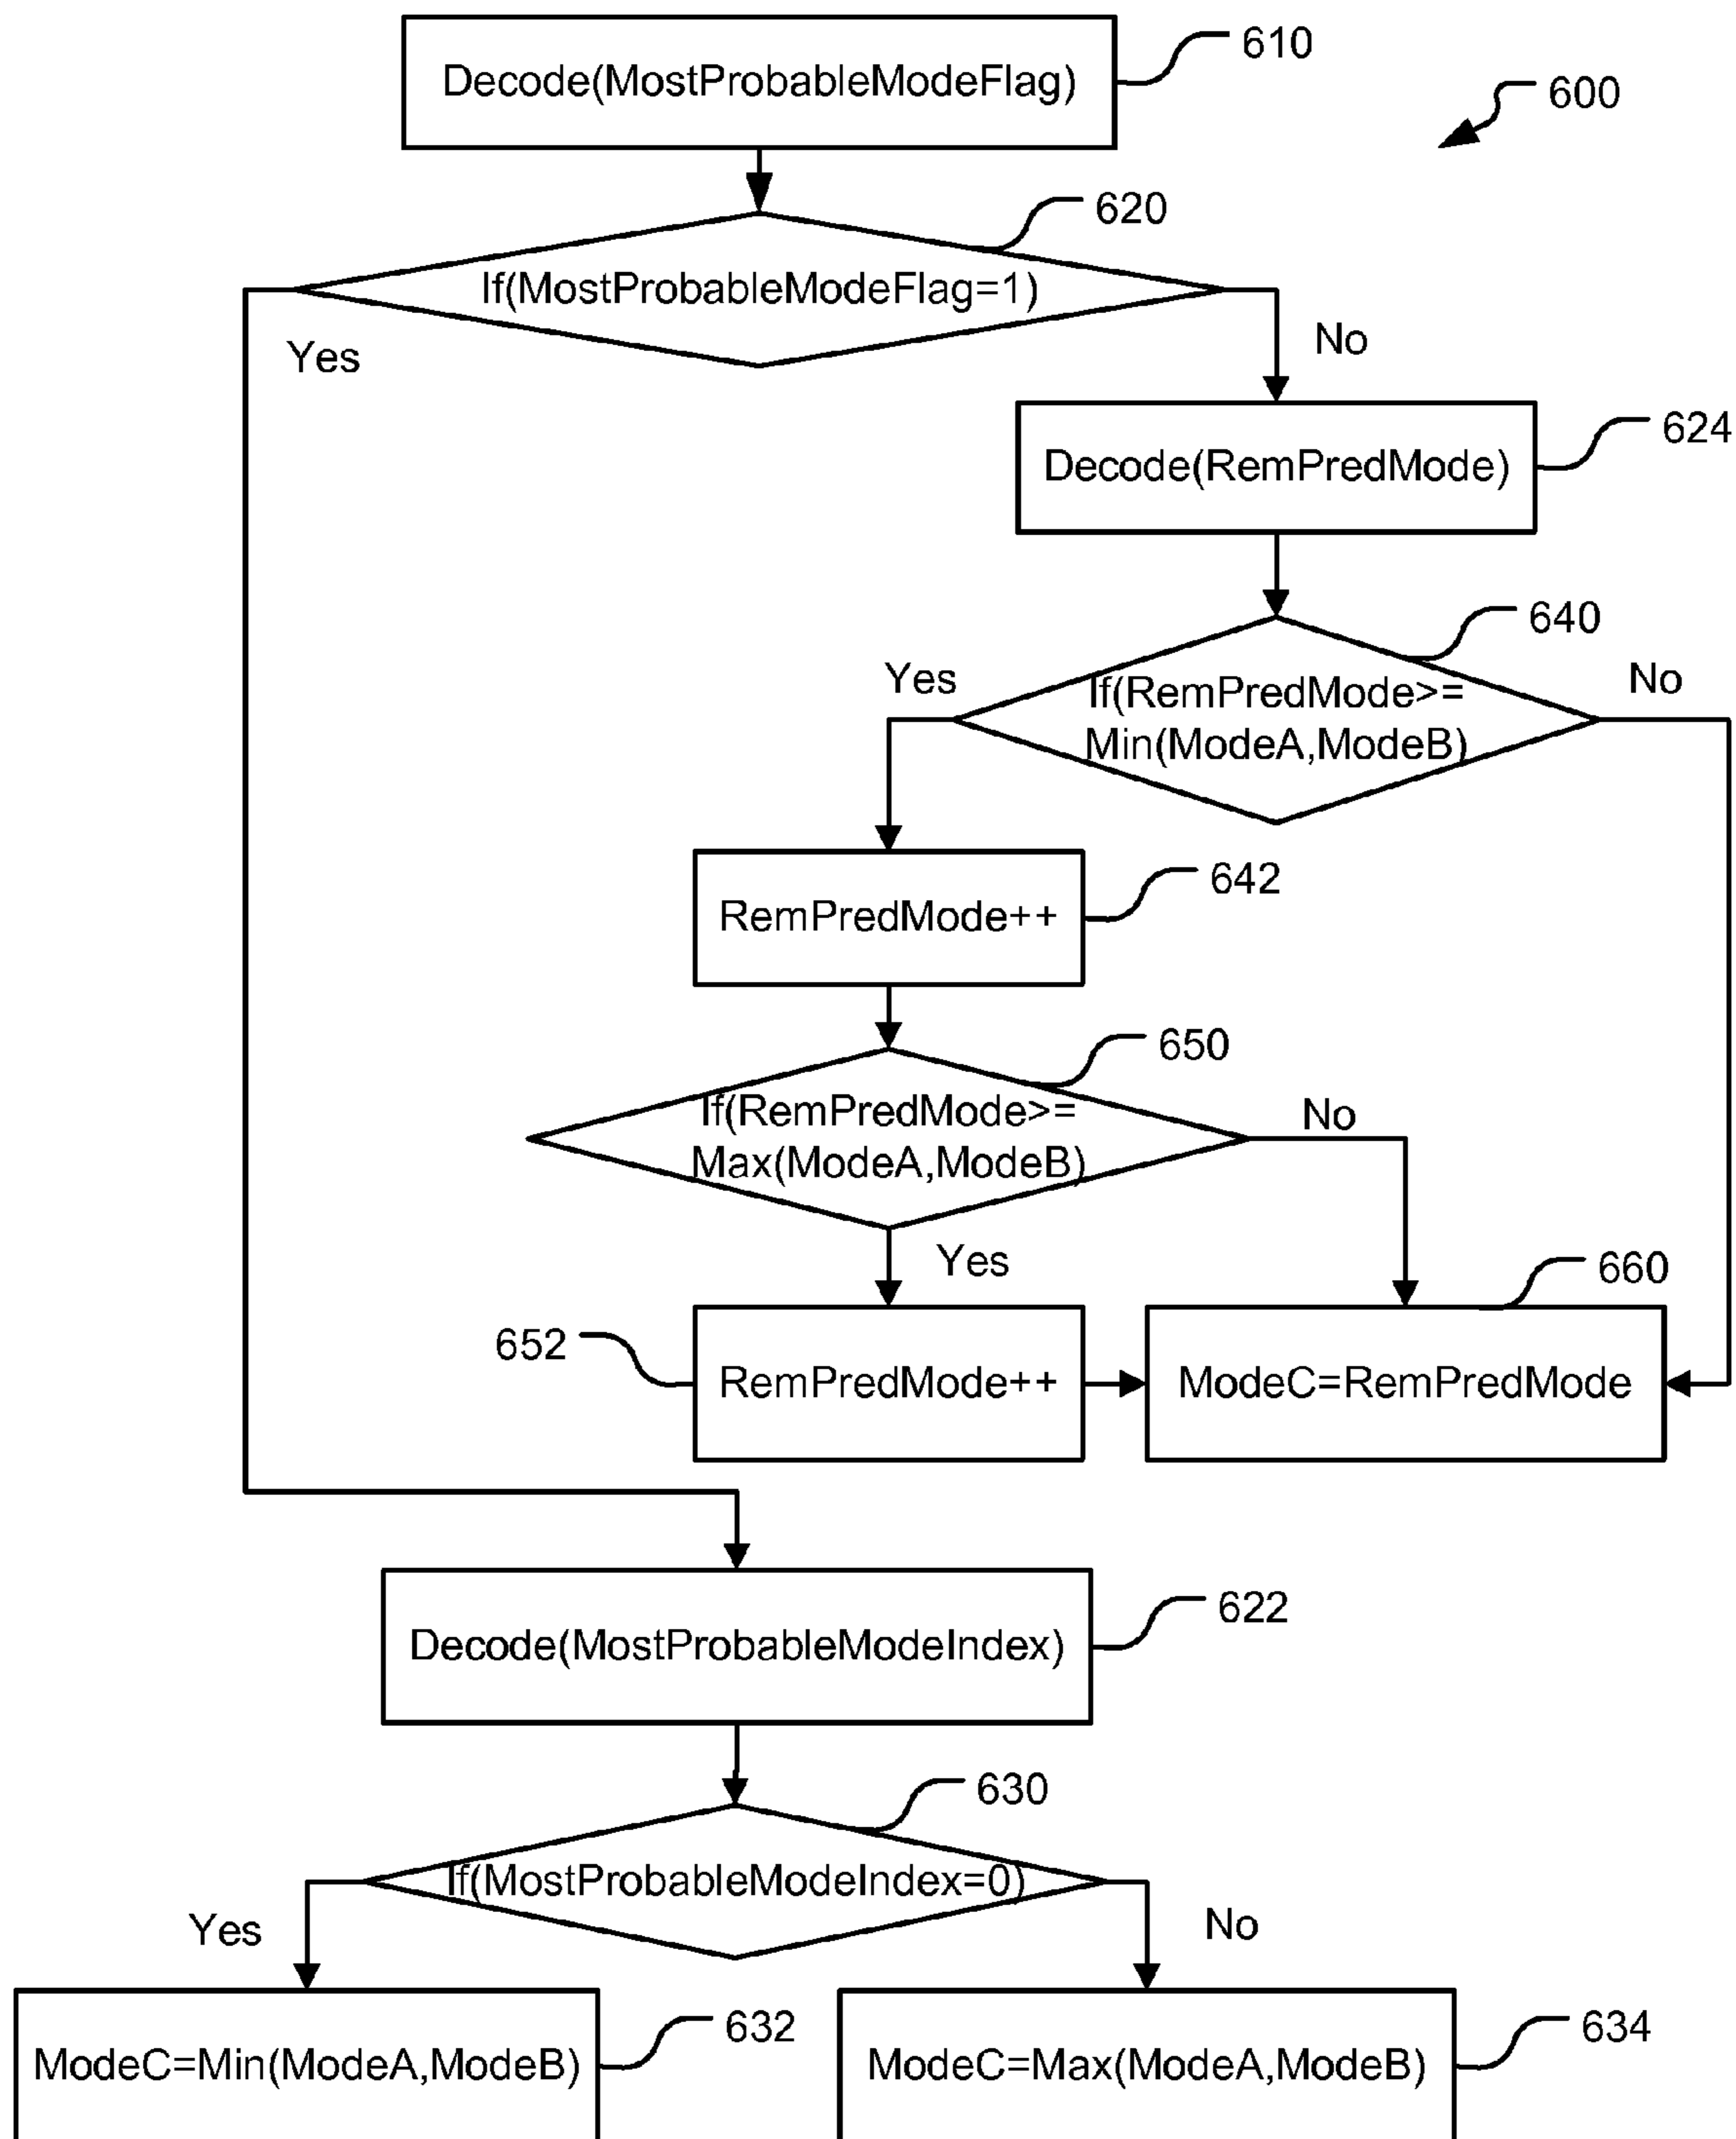 Decode(MostProbableModeFlag)
610
600
620
If(MostProbableModeFlag=1)
Yes
No
Decode(RemPredMode)
624
640
Yes
If(RemPredMode>=
Min(ModeA,ModeB)
No
642
RemPredMode++
650
If(RemPredMode>=
Max(ModeA,ModeB)
No
Yes
660
652
RemPredMode++
ModeC=RemPredMode
622
Decode(MostProbableModeIndex)
630
If(MostProbableModeIndex=0)
Yes
No
632
ModeC=Min(ModeA,ModeB)
634
ModeC=Max(ModeA,ModeB)